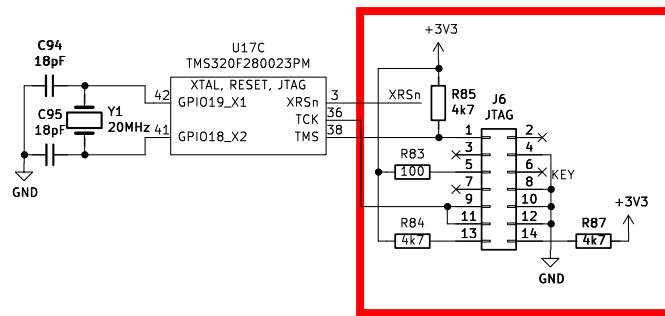 C94
18pF
C95
18pF
Y1
20MHz
GND
U17C
TMS320F280023PM
XTAL, RESET, JTAG
42
GPIO19_X1
41
GPIO18_X2
XRSn
3
XRSn
TCK
36
TMS
38
+3V3
R85
4k7
J6
JTAG
1
2
3
4
R83
100
5
6
KEY
7
8
9
10
11
12
R84
4k7
13
14
R87
4k7
+3V3
GND